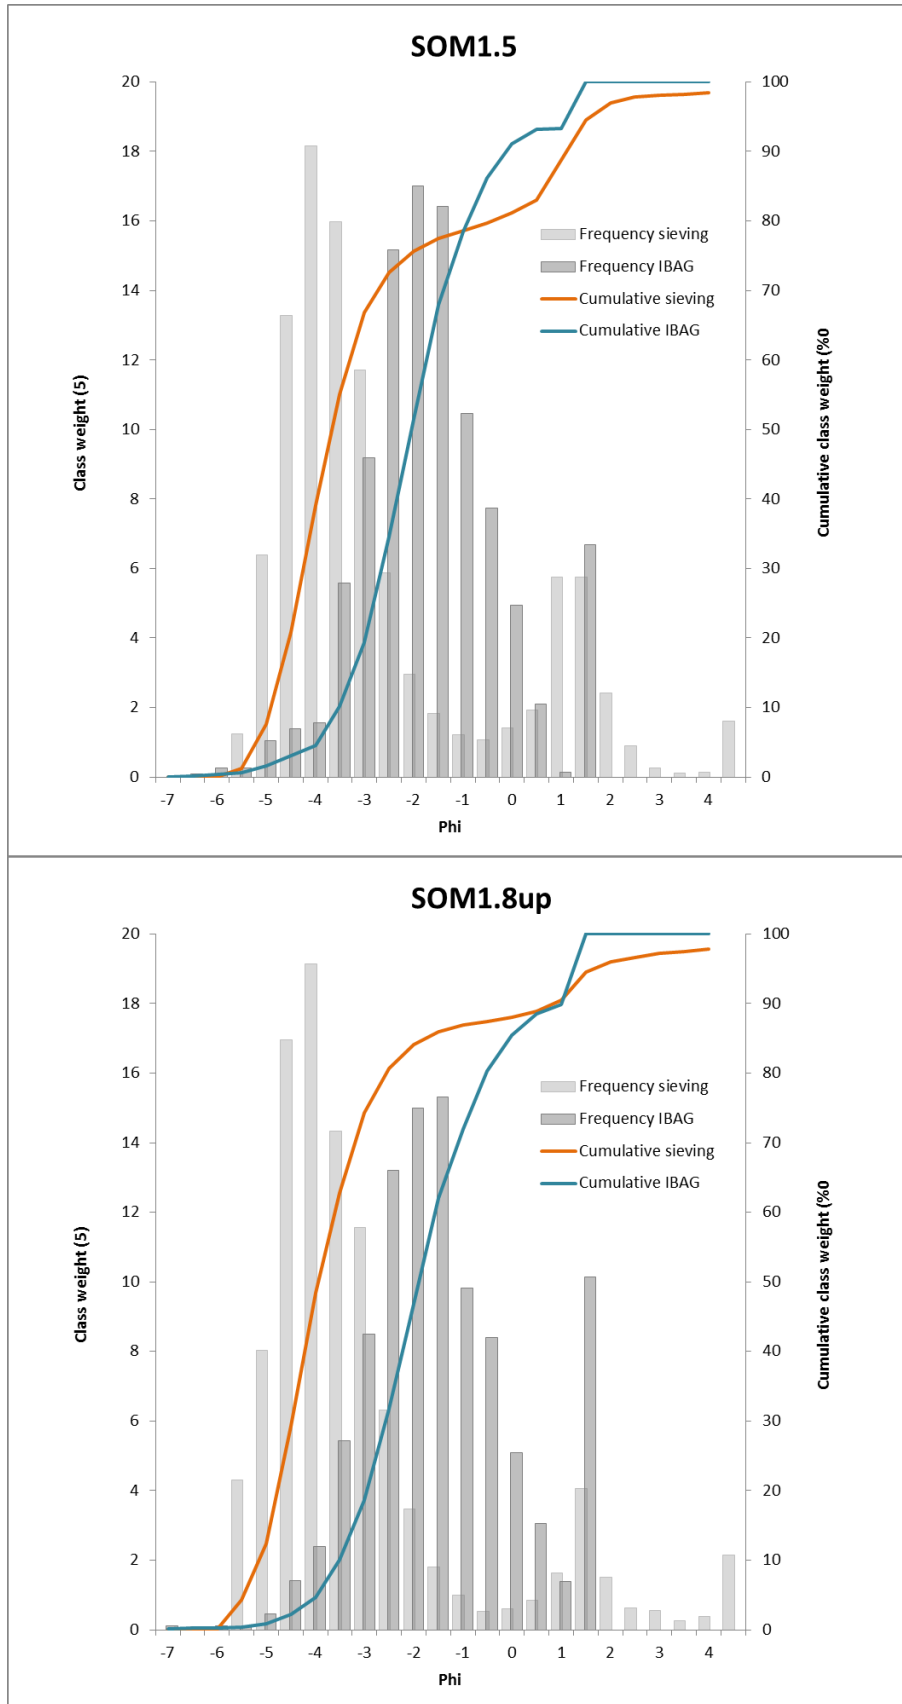 SOM1.5
20
18
16
14
12
10
8
6
4
2
0
Class weight (5)
100
90
80
70
60
50
40
30
20
10
0
Cumulative class weight (%0
Frequency sieving
Frequency IBAG
Cumulative sieving
Cumulative IBAG
-7 -6 -5 -4 -3 -2 -1 0 1 2 3 4
Phi
SOM1.8up
20
18
16
14
12
10
8
6
4
2
0
Class weight (5)
100
90
80
70
60
50
40
30
20
10
0
Cumulative class weight (%0
Frequency sieving
Frequency IBAG
Cumulative sieving
Cumulative IBAG
-7 -6 -5 -4 -3 -2 -1 0 1 2 3 4
Phi